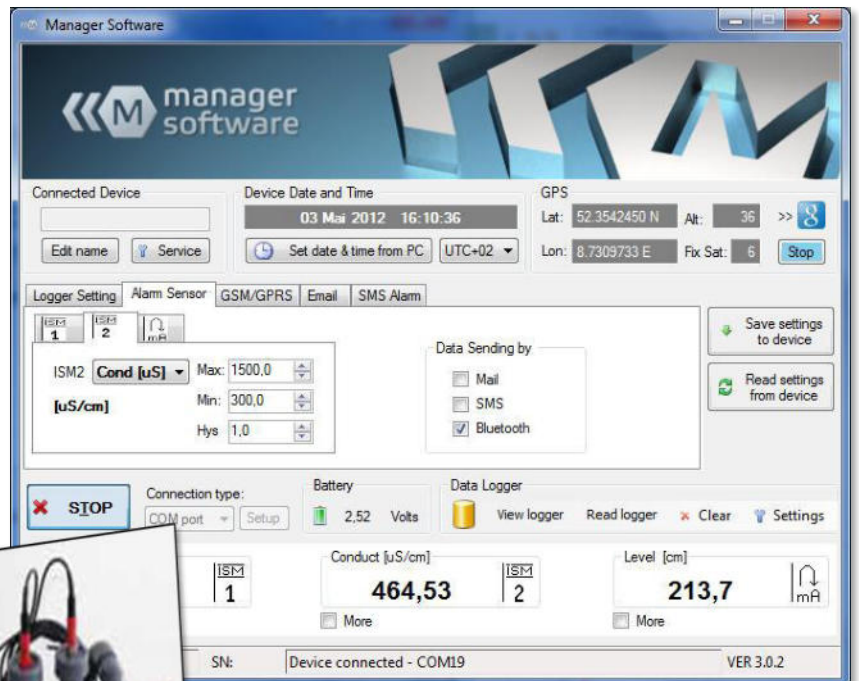 Manager Software
M manager
software
Connected Device
Device Date and Time
GPS
03 Mai 2012 16:10:36
Lat: 52.3542450 N Alt: 36 >> 8
Edit name Service
Set date & time from PC UTC+02
Lon: 8.7309733 E Fix Sat: 6 Stop
Logger Setting Alarm Sensor GSM/GPRS Email SMS Alarm
ISM 1 ISM 2 mA
ISM2 Cond [uS] Max: 1500,0
[uS/cm] Min: 300,0
Hys 1,0
Data Sending by
Mail
SMS
Bluetooth
Save settings
to device
Read settings
from device
STOP
Connection type:
COM port Setup
Battery
2,52 Volts
Data Logger
View logger Read logger Clear Settings
ISM 1
Conduct [uS/cm]
464,53 ISM 2
More
Level [cm]
213,7 mA
More
SN: Device connected - COM19 VER 3.0.2